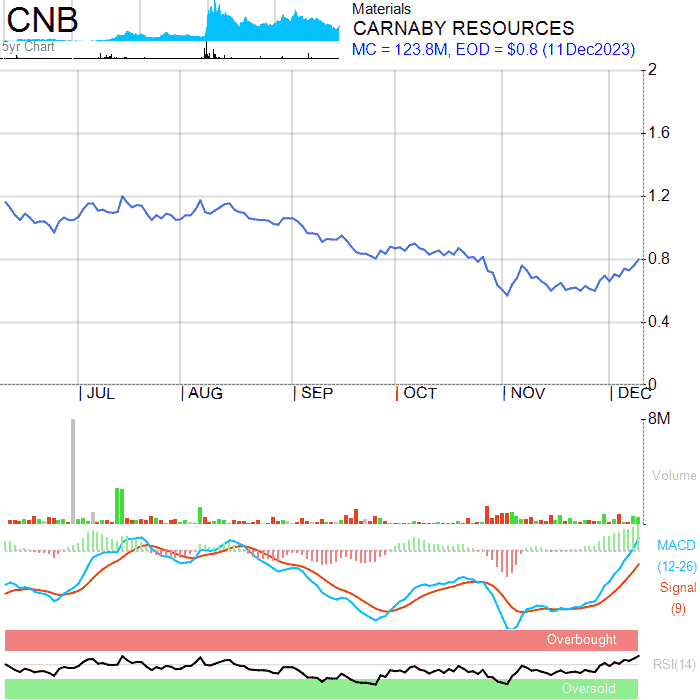 CNB
5yr Chart
Materials
CARNABY RESOURCES
MC = 123.8M, EOD = $0.8 (11Dec2023)
2
1.6
1.2
0.8
0.4
0
JUL
AUG
SEP
OCT
NOV
DEC
8M
Volume
MACD
(12-26)
Signal
(9)
Overbought
RSI(14)
Oversold